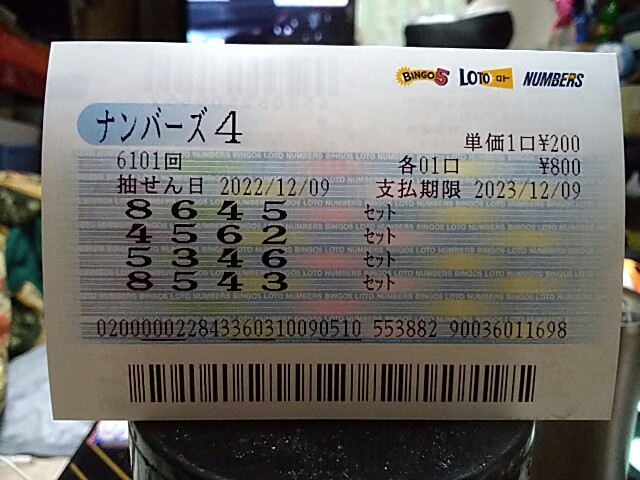 BINGO5 LOTO ロト NUMBERS
ナンバーズ4
単価1口¥200
6101回 各01口 ¥800
抽せん日 2022/12/09 支払期限 2023/12/09
8645 セット
4562 セット
5346 セット
8543 セット
020000022843360310090510 553882 90036011698